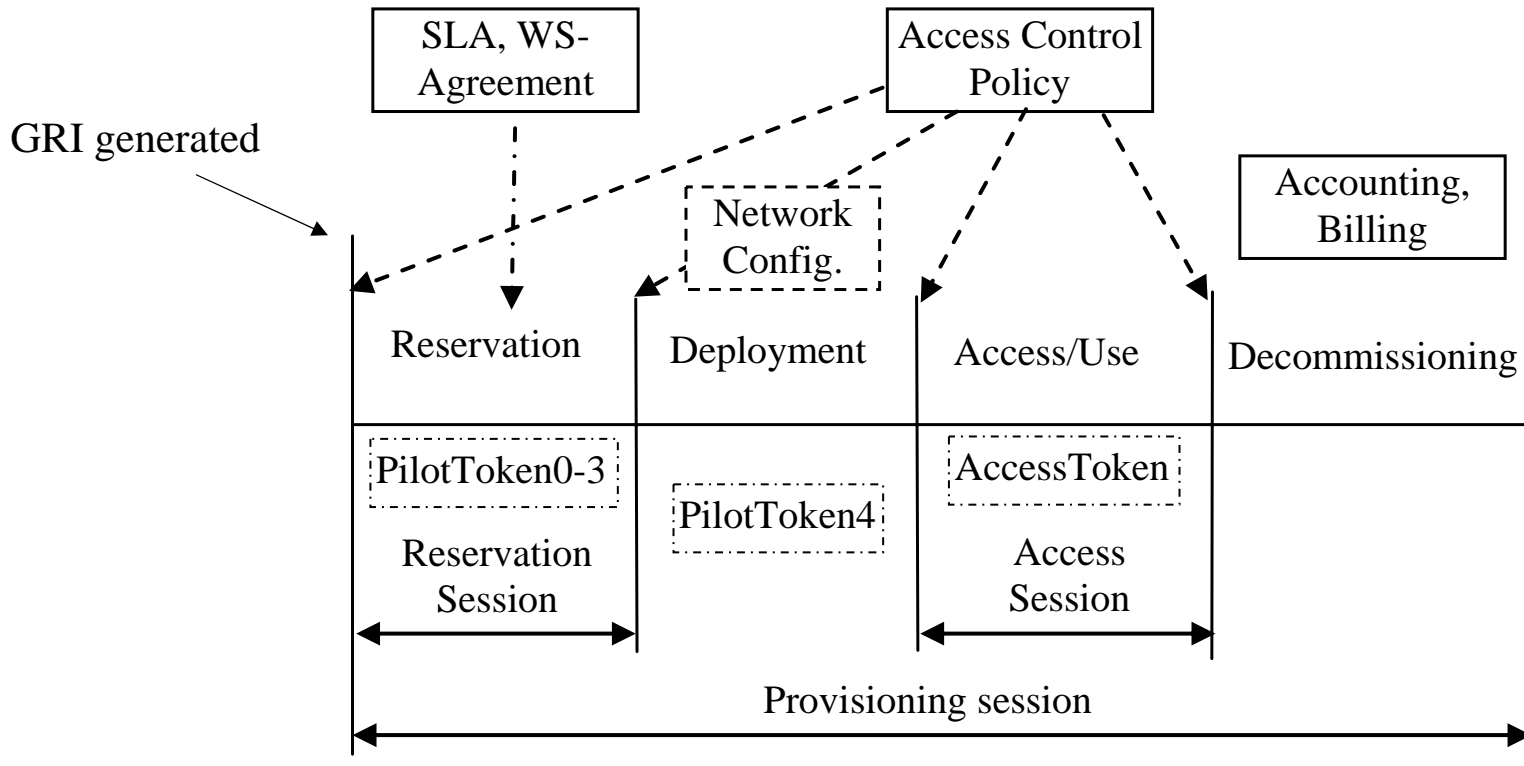 SLA, WS-
Agreement
Access Control
Policy
GRI generated
Accounting,
Billing
Network
Config.
Reservation
Deployment
Access/Use
Decommissioning
PilotToken0-3
PilotToken4
AccessToken
Reservation
Session
Access
Session
Provisioning session